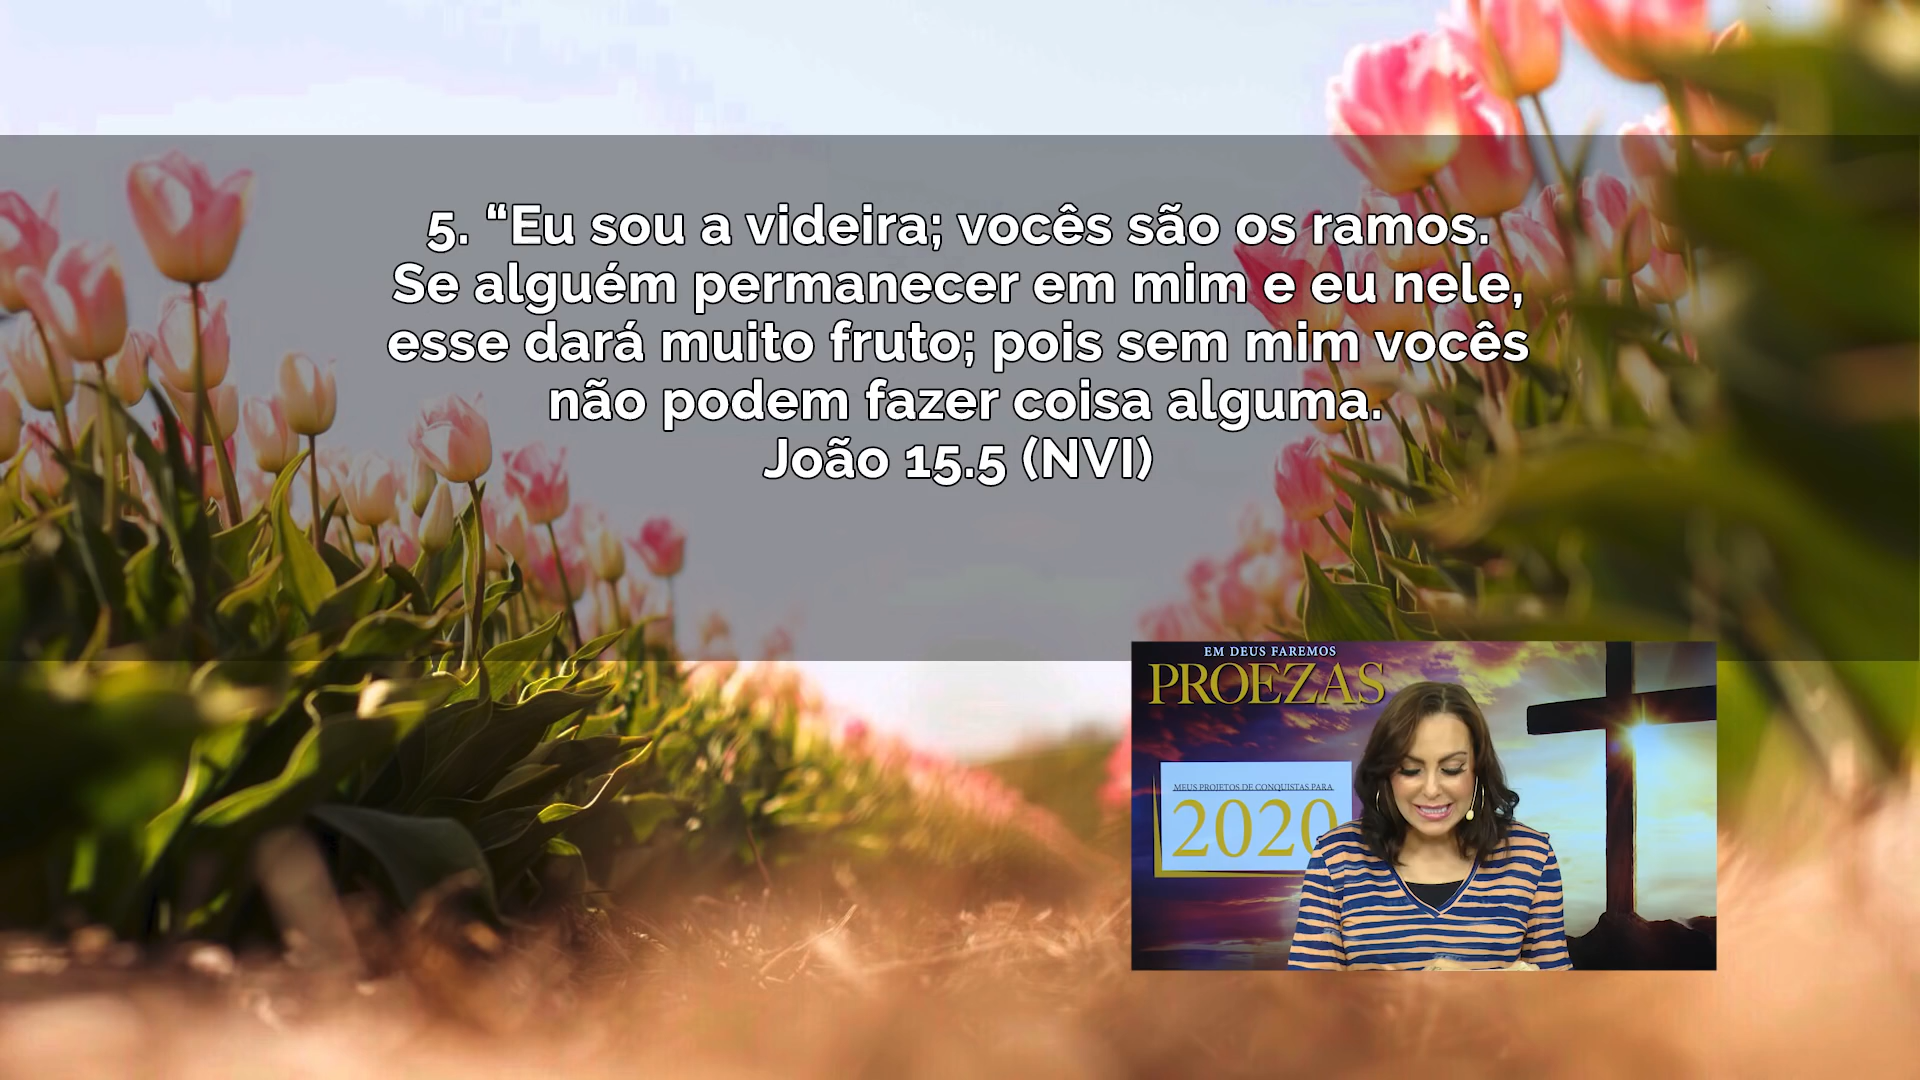 5. “Eu sou a videira; vocês são os ramos.
Se alguém permanecer em mim e eu nele,
esse dará muito fruto; pois sem mim vocês
não podem fazer coisa alguma.
João 15.5 (NVI)
EM DEUS FAREMOS
PROEZAS
MEUS PROJETOS DE CONQUISTAS PARA
2020